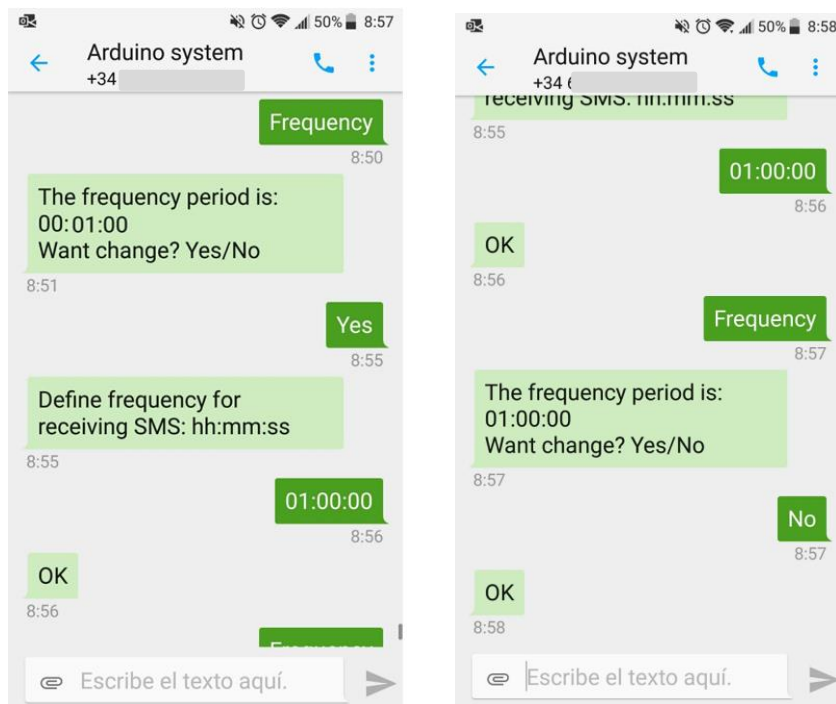 50% 8:57
Arduino system
+34
Frequency
8:50
The frequency period is:
00:01:00
Want change? Yes/No
8:51
Yes
8:55
Define frequency for
receiving SMS: hh:mm:ss
8:55
01:00:00
8:56
OK
8:56
Frequency
Escribe el texto aquí.
50% 8:58
Arduino system
+34 6
receiving SMS: hh:mm:ss
8:55
01:00:00
8:56
OK
8:56
Frequency
8:57
The frequency period is:
01:00:00
Want change? Yes/No
8:57
No
8:57
OK
8:58
Escribe el texto aquí.